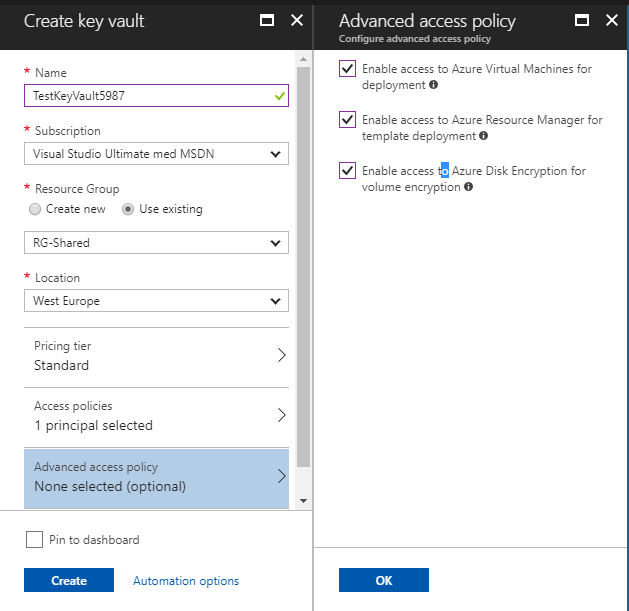 Create key vault
* Name
TestKeyVault5987
* Subscription
Visual Studio Ultimate med MSDN
* Resource Group
Create new
Use existing
RG-Shared
* Location
West Europe
Pricing tier
Standard
Access policies
1 principal selected
Advanced access policy
None selected (optional)
Pin to dashboard
Create
Automation options
Advanced access policy
Configure advanced access policy
Enable access to Azure Virtual Machines for
deployment
Enable access to Azure Resource Manager for
template deployment
Enable access to Azure Disk Encryption for
volume encryption
OK